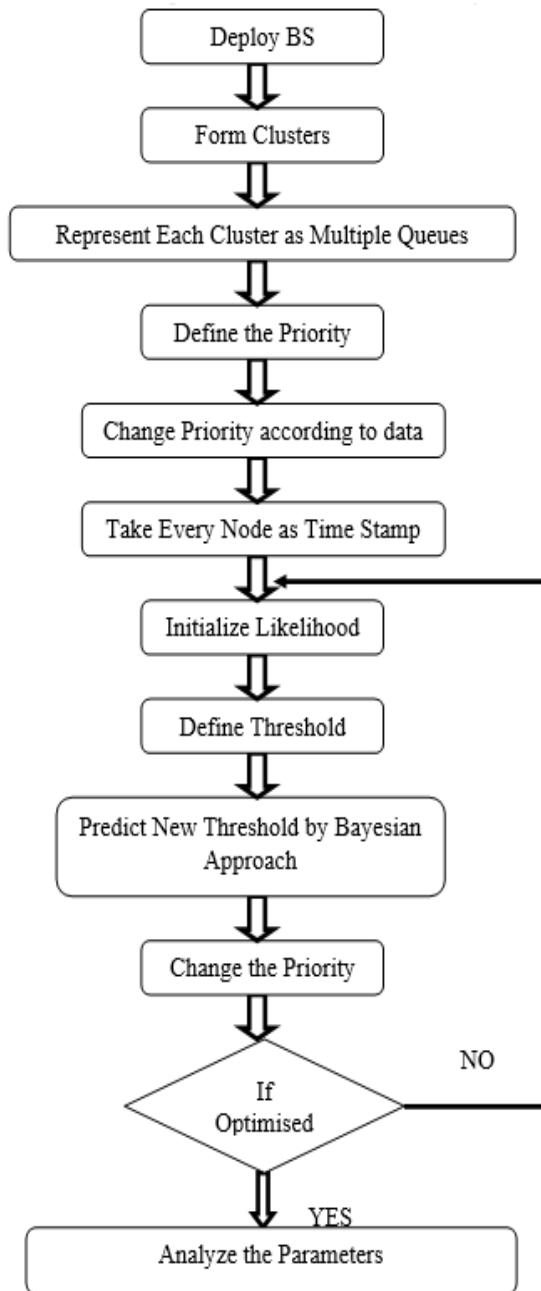 Deploy BS
Form Clusters
Represent Each Cluster as Multiple Queues
Define the Priority
Change Priority according to data
Take Every Node as Time Stamp
Initialize Likelihood
Define Threshold
Predict New Threshold by Bayesian
Approach
Change the Priority
NO
If
Optimised
YES
Analyze the Parameters